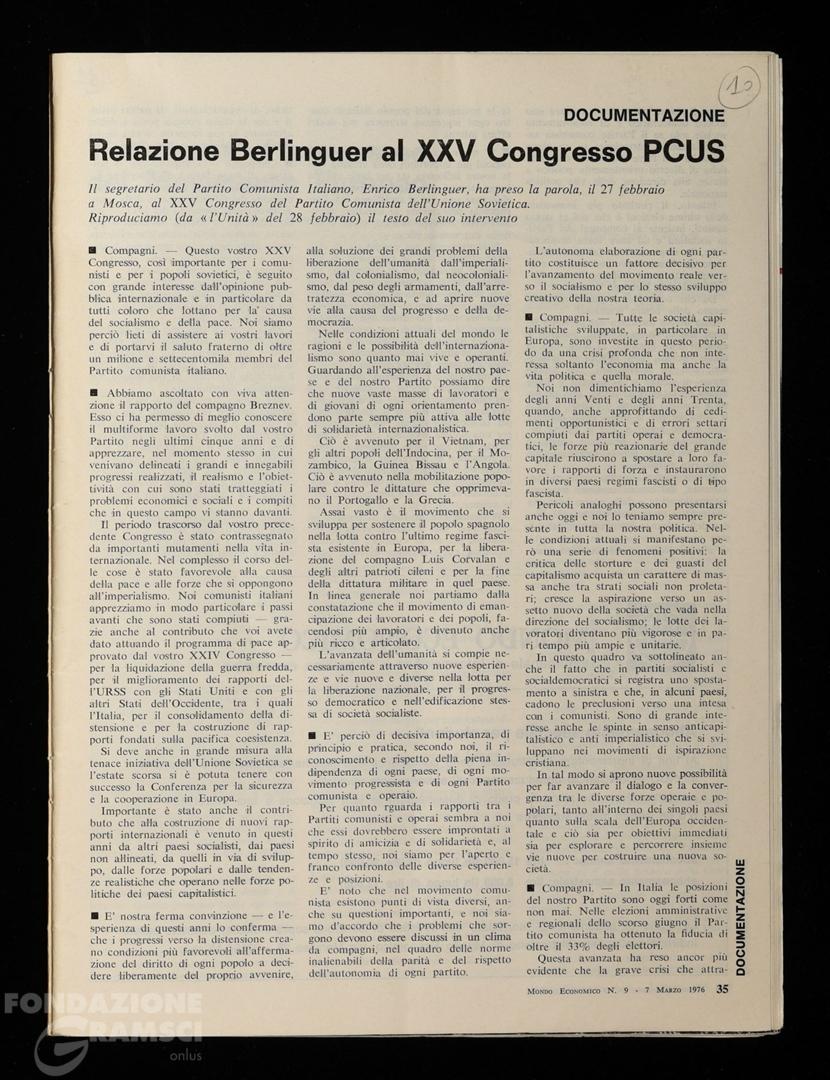 10
DOCUMENTAZIONE
Relazione Berlinguer al XXV Congresso PCUS
Il segretario del Partito Comunista Italiano, Enrico Berlinguer, ha preso la parola, il 27 febbraio
a Mosca, al XXV Congresso del Partito Comunista dell'Unione Sovietica.
Riproduciamo (da « l'Unità » del 28 febbraio) il testo del suo intervento
■ Compagni. — Questo vostro XXV
Congresso, così importante per i comu-
nisti e per i popoli sovietici, è seguito
con grande interesse dall'opinione pub-
blica internazionale e in particolare da
tutti coloro che lottano per la' causa
del socialismo e della pace. Noi siamo
perciò lieti di assistere ai vostri lavori
e di portarvi il saluto fraterno di oltre
un milione e settecentomila membri del
Partito comunista italiano.
■ Abbiamo ascoltato con viva atten-
zione il rapporto del compagno Breznev.
Esso ci ha permesso di meglio conoscere
il multiforme lavoro svolto dal vostro
Partito negli ultimi cinque anni e di
apprezzare, nel momento stesso in cui
venivano delineati i grandi e innegabili
progressi realizzati, il realismo e l'obiet-
tività con cui sono stati tratteggiati i
problemi economici e sociali e i compiti
che in questo campo vi stanno davanti.
Il periodo trascorso dal vostro prece-
dente Congresso è stato contrassegnato
da importanti mutamenti nella vita in-
ternazionale. Nel complesso il corso del-
le cose è stato favorevole alla causa
della pace e alle forze che si oppongono
all'imperialismo. Noi comunisti italiani
apprezziamo in modo particolare i passi
avanti che sono stati compiuti — gra-
zie anche al contributo che voi avete
dato attuando il programma di pace ap-
provato dal vostro XXIV Congresso —
per la liquidazione della guerra fredda,
per il miglioramento dei rapporti del-
l'URSS con gli Stati Uniti e con gli
altri Stati dell'Occidente, tra i quali
l'Italia, per il consolidamento della di-
stensione e per la costruzione di rap-
porti fondati sulla pacifica coesistenza.
Si deve anche in grande misura alla
tenace iniziativa dell'Unione Sovietica se
l'estate scorsa si è potuta tenere con
successo la Conferenza per la sicurezza
e la cooperazione in Europa.
Importante è stato anche il contri-
buto che alla costruzione di nuovi rap-
porti internazionali è venuto in questi
anni da altri paesi socialisti, dai paesi
non allineati, da quelli in via di svilup-
po, dalle forze popolari e dalle tenden-
ze realistiche che operano nelle forze po-
litiche dei paesi capitalistici.
■ E' nostra ferma convinzione — e l'e-
sperienza di questi anni lo conferma —
che i progressi verso la distensione crea-
no condizioni più favorevoli all'afferma-
zione del diritto di ogni popolo a deci-
dere liberamente del proprio avvenire,
alla soluzione dei grandi problemi della
liberazione dell'umanità dall'imperiali-
smo, dal colonialismo, dal neocoloniali-
smo, dal peso degli armamenti, dall'arre-
tratezza economica, e ad aprire nuove
vie alla causa del progresso e della de-
mocrazia.
Nelle condizioni attuali del mondo le
ragioni e le possibilità dell'internaziona-
lismo sono quanto mai vive e operanti.
Guardando all'esperienza del nostro pae-
se e del nostro Partito possiamo dire
che nuove vaste masse di lavoratori e
di giovani di ogni orientamento pren-
dono parte sempre più attiva alle lotte
di solidarietà internazionalistica.
Ciò è avvenuto per il Vietnam, per
gli altri popoli dell'Indocina, per il Mo-
zambico, la Guinea Bissau e l'Angola.
Ciò è avvenuto nella mobilitazione popo-
lare contro le dittature che opprimeva-
no il Portogallo e la Grecia.
Assai vasto è il movimento che si
sviluppa per sostenere il popolo spagnolo
nella lotta contro l'ultimo regime fasci-
sta esistente in Europa, per la libera-
zione del compagno Luis Corvalan e
degli altri patrioti cileni e per la fine
della dittatura militare in quel paese.
In linea generale noi partiamo dalla
constatazione che il movimento di eman-
cipazione dei lavoratori e dei popoli, fa-
cendosi più ampio, è divenuto anche
più ricco e articolato.
L'avanzata dell'umanità si compie ne-
cessariamente attraverso nuove esperien-
ze e vie nuove e diverse nella lotta per
la liberazione nazionale, per il progres-
so democratico e nell'edificazione stes-
sa di società socialiste.
■ E' perciò di decisiva importanza, di
principio e pratica, secondo noi, il ri-
conoscimento e rispetto della piena in-
dipendenza di ogni paese, di ogni mo-
vimento progressista e di ogni Partito
comunista e operaio.
Per quanto rguarda i rapporti tra i
Partiti comunisti e operai sembra a noi
che essi dovrebbero essere improntati a
spirito di amicizia e di solidarietà e, al
tempo stesso, noi siamo per l'aperto e
franco confronto delle diverse esperien-
ze e posizioni.
E' noto che nel movimento comu-
nista esistono punti di vista diversi, an-
che su questioni importanti, e noi sia-
mo d'accordo che i problemi che sor-
gono devono essere discussi in un clima
da compagni, nel quadro delle norme
inalienabili della parità e del rispetto
dell'autonomia di ogni partito.
L'autonoma elaborazione di ogni par-
tito costituisce un fattore decisivo per
l'avanzamento del movimento reale ver-
so il socialismo e per lo stesso sviluppo
creativo della nostra teoria.
■ Compagni. — Tutte le società capi-
talistiche sviluppate, in particolare in
Europa, sono investite in questo perio-
do da una crisi profonda che non inte-
ressa soltanto l'economia ma anche la
vita politica e quella morale.
Noi non dimentichiamo l'esperienza
degli anni Venti e degli anni Trenta,
quando, anche approfittando di cedi-
menti opportunistici e di errori settari
compiuti dai partiti operai e democra-
tici, le forze più reazionarie del grande
capitale riuscirono a spostare a loro fa-
vore i rapporti di forza e instaurarono
in diversi paesi regimi fascisti o di tipo
fascista.
Pericoli analoghi possono presentarsi
anche oggi e noi lo teniamo sempre pre-
sente in tutta la nostra politica. Nel-
le condizioni attuali si manifestano pe-
rò una serie di fenomeni positivi: la
critica delle storture e dei guasti del
capitalismo acquista un carattere di mas-
sa anche tra strati sociali non proleta-
ri; cresce la aspirazione verso un as-
setto nuovo della società che vada nella
direzione del socialismo; le lotte dei la-
voratori diventano più vigorose e in pa-
ri tempo più ampie e unitarie.
In questo quadro va sottolineato an-
che il fatto che in partiti socialisti e
socialdemocratici si registra uno sposta-
mento a sinistra e che, in alcuni paesi,
cadono le preclusioni verso una intesa
con i comunisti. Sono di grande inte-
resse anche le spinte in senso anticapi-
talistico e anti imperialistico che si svi-
luppano nei movimenti di ispirazione
cristiana.
In tal modo si aprono nuove possibilità
per far avanzare il dialogo e la conver-
genza tra le diverse forze operaie e po-
polari, tanto all'interno dei singoli paesi
quanto sulla scala dell'Europa occiden-
tale e ciò sia per obiettivi immediati
sia per esplorare e percorrere insieme
vie nuove per costruire una nuova so-
cietà.
■ Compagni. — In Italia le posizioni
del nostro Partito sono oggi forti come
non mai. Nelle elezioni amministrative
e regionali dello scorso giugno il Par-
tito comunista ha ottenuto la fiducia di
oltre il 33% degli elettori.
Questa avanzata ha reso ancor più
evidente che la grave crisi che attra-
DOCUMENTAZIONE
MONDO ECONOMICO N. 9 - 7 MARZO 1976 35
FONDAZIONE
GRAMSCI
onlus